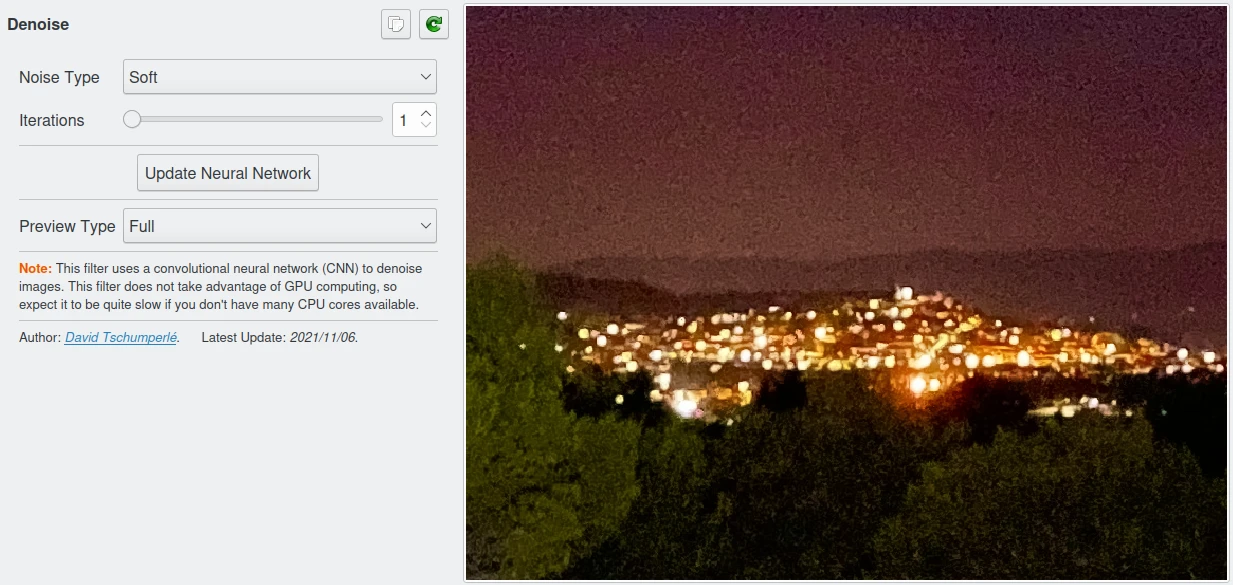 Denoise
Noise Type Soft
Iterations 1
Update Neural Network
Preview Type Full
Note: This filter uses a convolutional neural network (CNN) to denoise
images. This filter does not take advantage of GPU computing, so
expect it to be quite slow if you don't have many CPU cores available.
Author: David Tschumperlé. Latest Update: 2021/11/06.